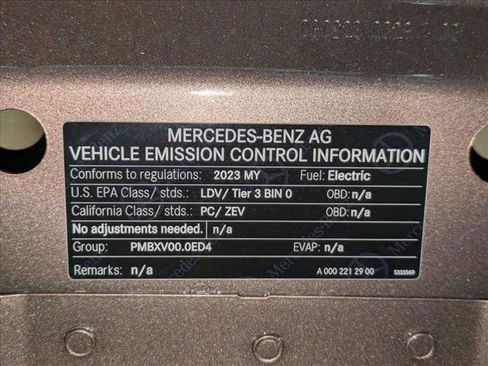 MERCEDES-BENZ AG
VEHICLE EMISSION CONTROL INFORMATION
Conforms to regulations: 2023 MY Fuel: Electric
U.S. EPA Class/ stds.: LDV/ Tier 3 BIN 0 OBD: n/a
California Class/ stds.: PC/ ZEV OBD: n/a
No adjustments needed. n/a
Group: PMBXV00.0ED4 EVAP: n/a
Remarks: n/a A 000 221 29 00 5333569